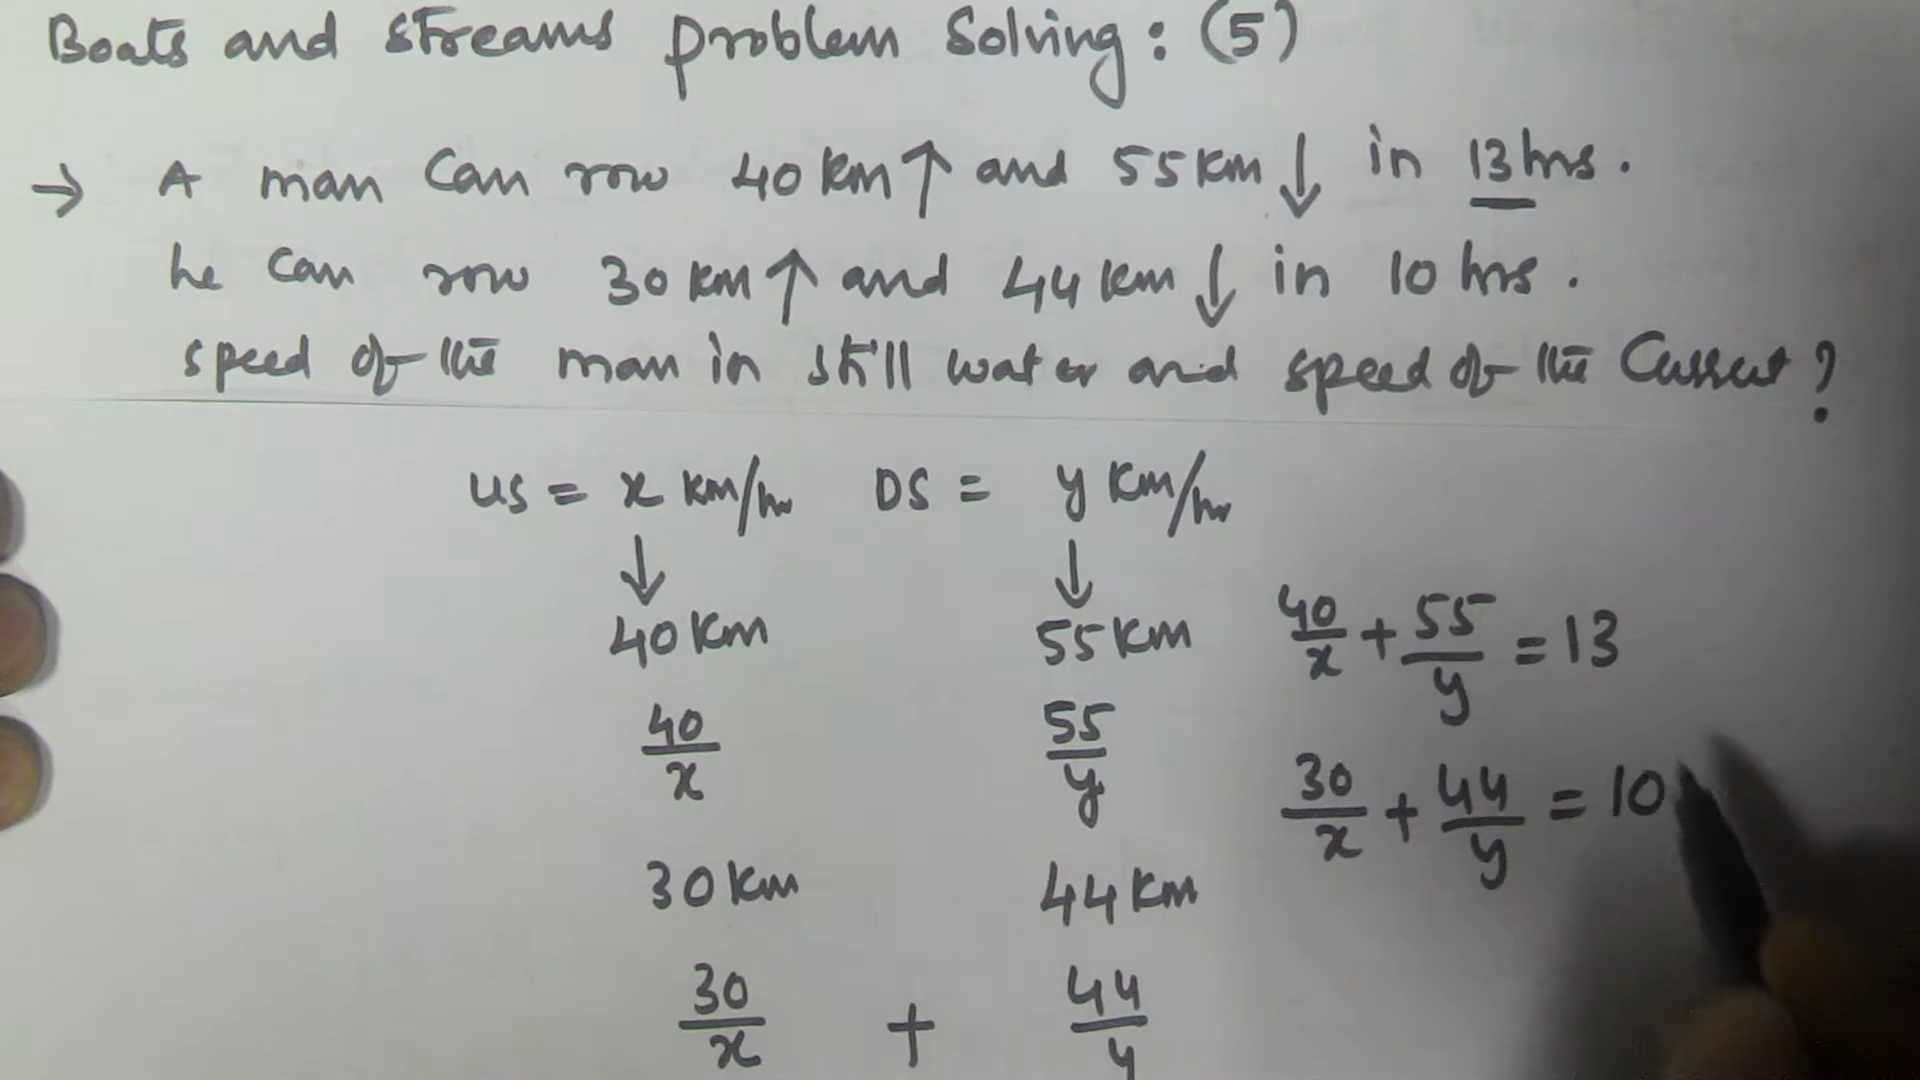 Boats and streams problem solving: (5)
→ A man can row 40 km ↑ and 55 km ↓ in 13 hrs.
he can row 30 km ↑ and 44 km ↓ in 10 hrs.
speed of the man in still water and speed of the Current?
US = x km/hr DS = y km/hr
↓ ↓
40 km 55 km
40/x 55/y
40/x + 55/y = 13
30/x + 44/y = 10
30 km 44 km
30/x + 44/y